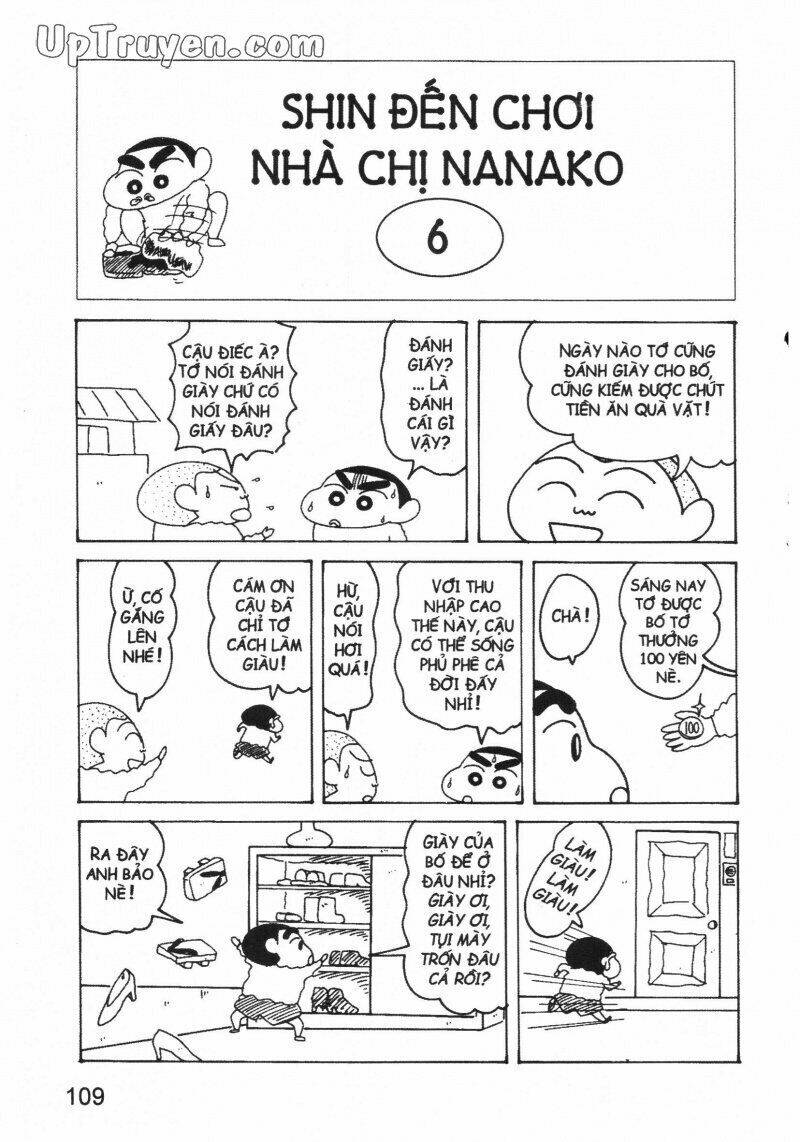 UpTruyen.com
SHIN ĐẾN CHƠI
NHÀ CHỊ NANAKO
6
NGÀY NÀO TỚ CŨNG
ĐÁNH GIÀY CHO BỐ,
CŨNG KIẾM ĐƯỢC CHÚT
TIỀN ĂN QUÀ VẶT!
ĐÁNH
GIẤY?
... LÀ
ĐÁNH
CÁI GÌ
VẬY?
CẬU ĐIẾC À?
TỚ NÓI ĐÁNH
GIÀY CHỨ CÓ
NÓI ĐÁNH
GIẤY ĐÂU?
SÁNG NAY
TỚ ĐƯỢC
BỐ TỚ
THƯỞNG
100 YÊN
NÈ.
100
CHÀ!
VỚI THU
NHẬP CAO
THẾ NÀY, CẬU
CÓ THỂ SỐNG
PHỦ PHÊ CẢ
ĐỜI ĐẤY
NHỈ!
HỪ,
CẬU
NÓI
HƠI
QUÁ!
CÁM ƠN
CẬU ĐÃ
CHỈ TỚ
CÁCH LÀM
GIÀU!
Ừ, CỐ
GẮNG
LÊN
NHÉ!
LÀM
GIÀU!
LÀM
GIÀU!
GIÀY CỦA
BỐ ĐỂ Ở
ĐÂU NHỈ?
GIÀY ƠI,
GIÀY ƠI,
TỤI MÀY
TRỐN ĐÂU
CẢ RỒI?
RA ĐÂY
ANH BẢO
NÈ!
109